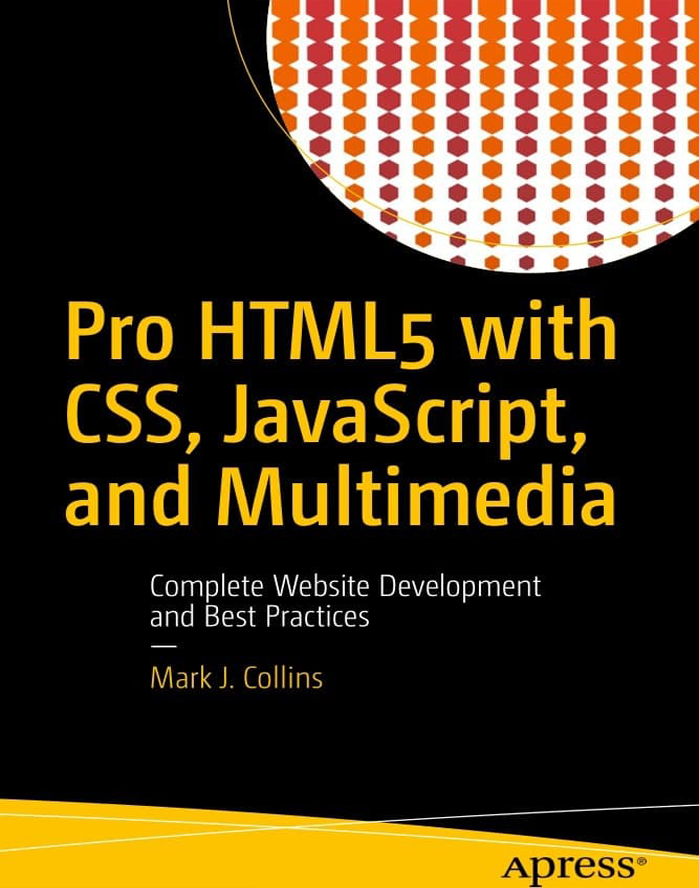 Pro HTML5 with
CSS, JavaScript,
and Multimedia
Complete Website Development
and Best Practices
Mark J. Collins
Apress®